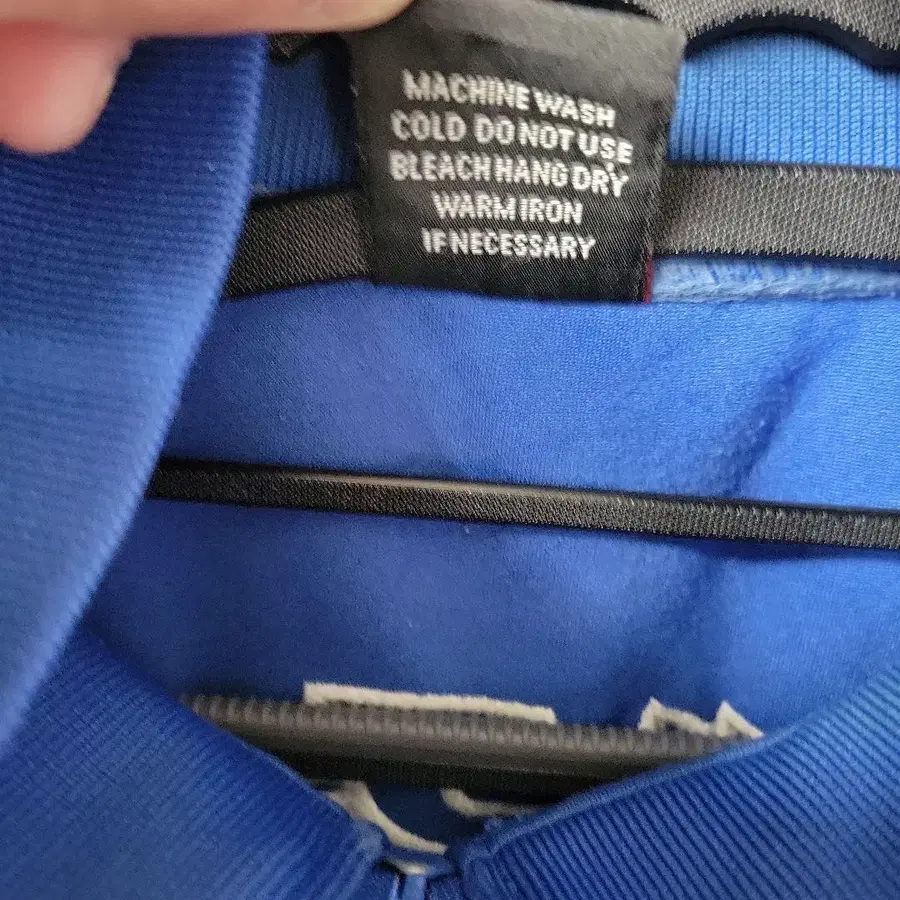 MACHINE WASH
COLD DO NOT USE
BLEACH HANG DRY
WARM IRON
IF NECESSARY